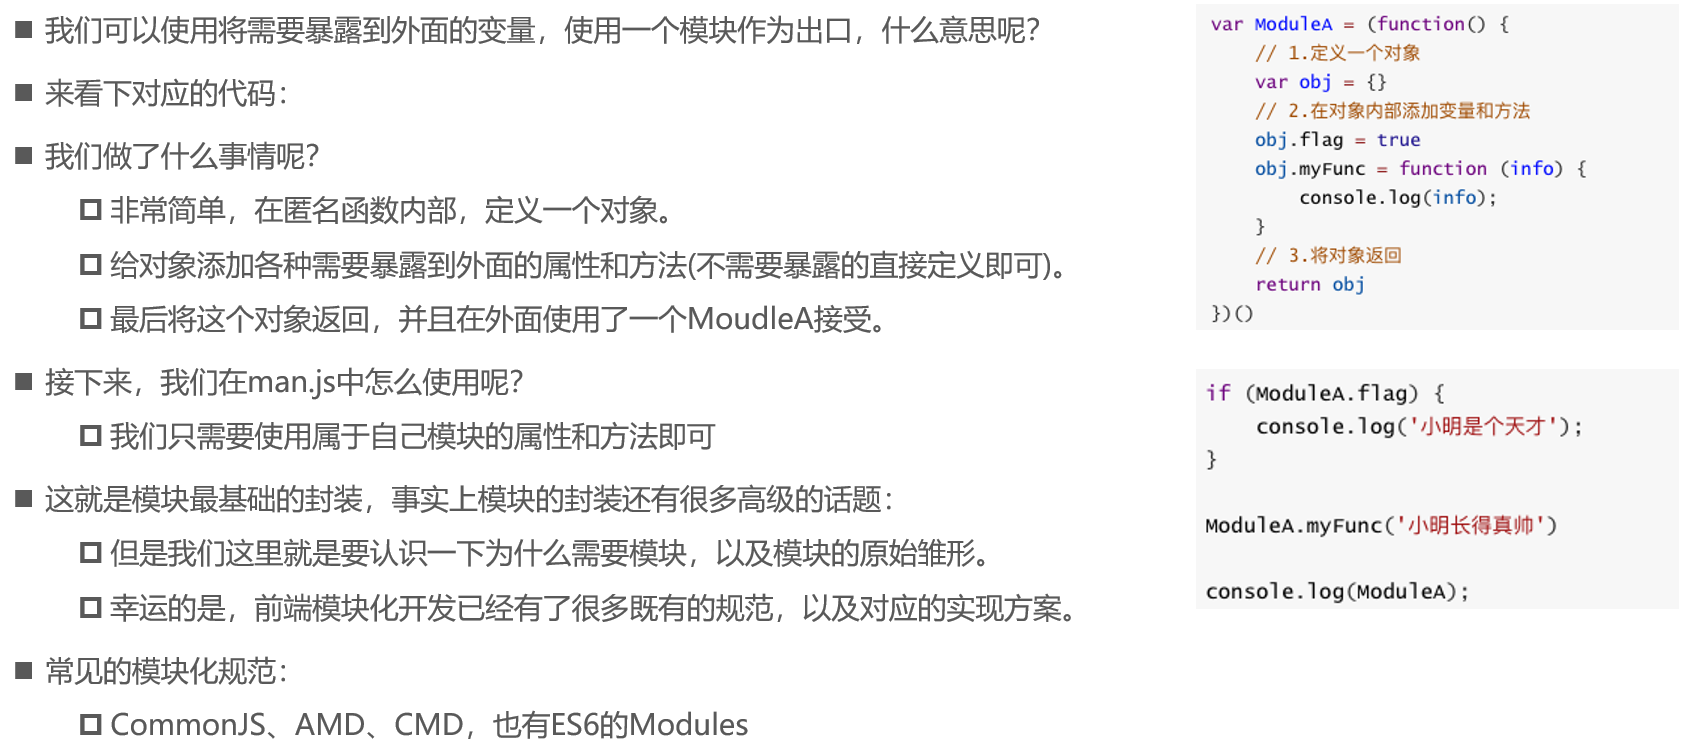 我们可以使用将需要暴露到外面的变量，使用一个模块作为出口，什么意思呢？
来看下对应的代码：
我们做了什么事情呢？
非常简单，在匿名函数内部，定义一个对象。
给对象添加各种需要暴露到外面的属性和方法(不需要暴露的直接定义即可)。
最后将这个对象返回，并且在外面使用了一个MoudleA接受。
接下来，我们在man.js中怎么使用呢？
我们只需要使用属于自己模块的属性和方法即可
这就是模块最基础的封装，事实上模块的封装还有很多高级的话题：
但是我们这里就是要认识一下为什么需要模块，以及模块的原始雏形。
幸运的是，前端模块化开发已经有了很多既有的规范，以及对应的实现方案。
常见的模块化规范：
CommonJS、AMD、CMD，也有ES6的Modules
var ModuleA = (function() {
// 1.定义一个对象
var obj = {}
// 2.在对象内部添加变量和方法
obj.flag = true
obj.myFunc = function (info) {
console.log(info);
}
// 3.将对象返回
return obj
})()
if (ModuleA.flag) {
console.log('小明是个天才');
}
ModuleA.myFunc('小明长得真帅')
console.log(ModuleA);